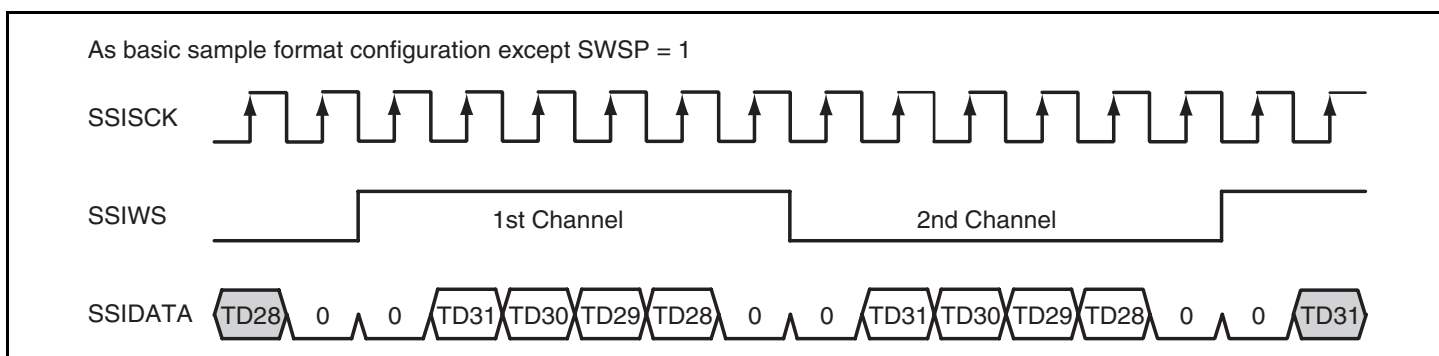 As basic sample format configuration except SWSP = 1
SSISCK
SSIWS 1st Channel 2nd Channel
SSIDATA TD28 0 0 TD31 TD30 TD29 TD28 0 0 TD31 TD30 TD29 TD28 0 0 TD31